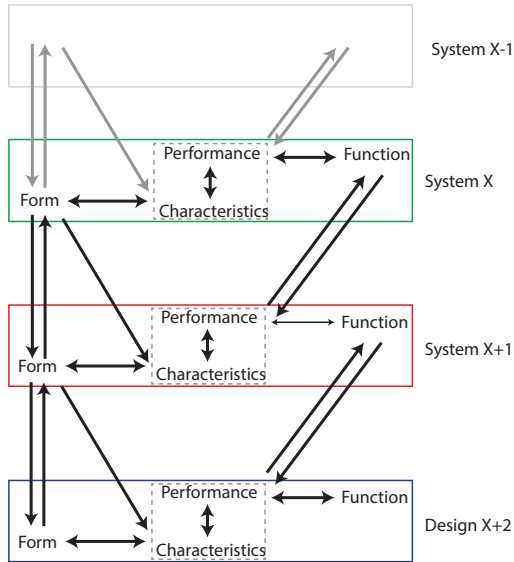 System X-1
Performance
Function
System X
Form
Characteristics
Performance
Function
System X+1
Form
Characteristics
Performance
Function
Design X+2
Form
Characteristics